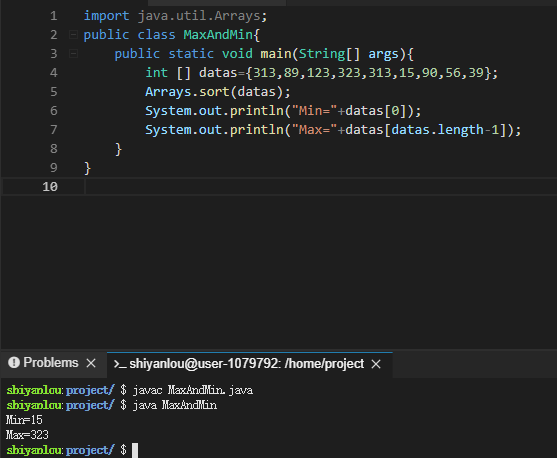 1 import java.util.Arrays;
2 public class MaxAndMin{
3 public static void main(String[] args){
4 int [] datas={313,89,123,323,313,15,90,56,39};
5 Arrays.sort(datas);
6 System.out.println("Min="+datas[0]);
7 System.out.println("Max="+datas[datas.length-1]);
8 }
9 }
10
Problems × >_ shiyanlou@user-1079792: /home/project ×
shiyanlou:project/ $ javac MaxAndMin.java
shiyanlou:project/ $ java MaxAndMin
Min=15
Max=323
shiyanlou:project/ $